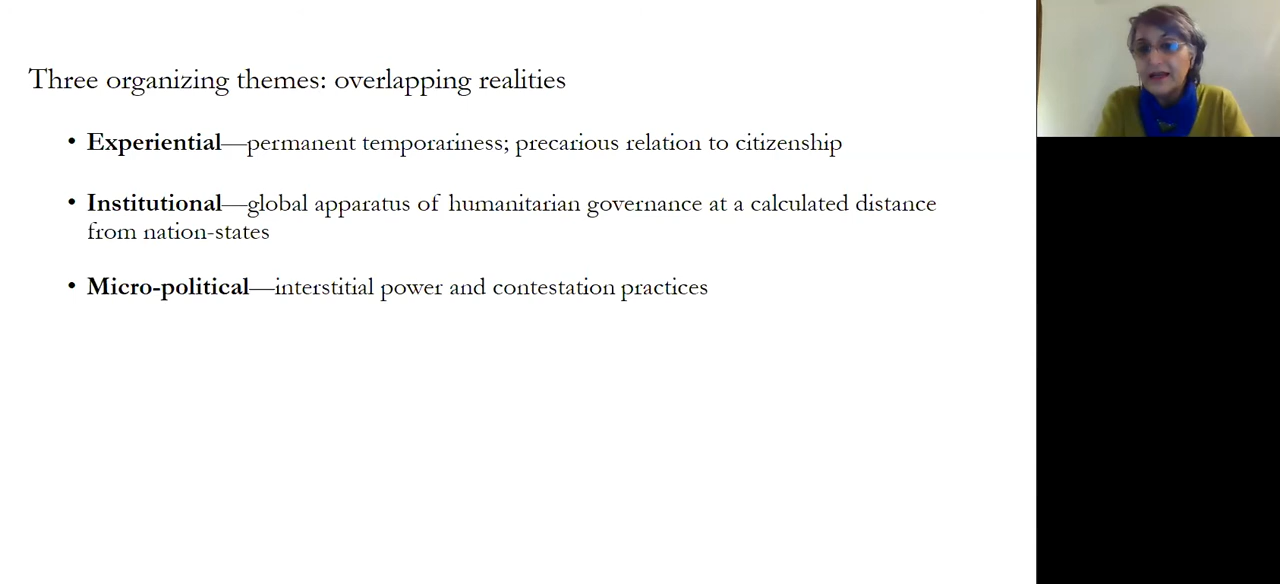 Three organizing themes: overlapping realities
• Experiential—permanent temporariness; precarious relation to citizenship
• Institutional—global apparatus of humanitarian governance at a calculated distance
from nation-states
• Micro-political—interstitial power and contestation practices